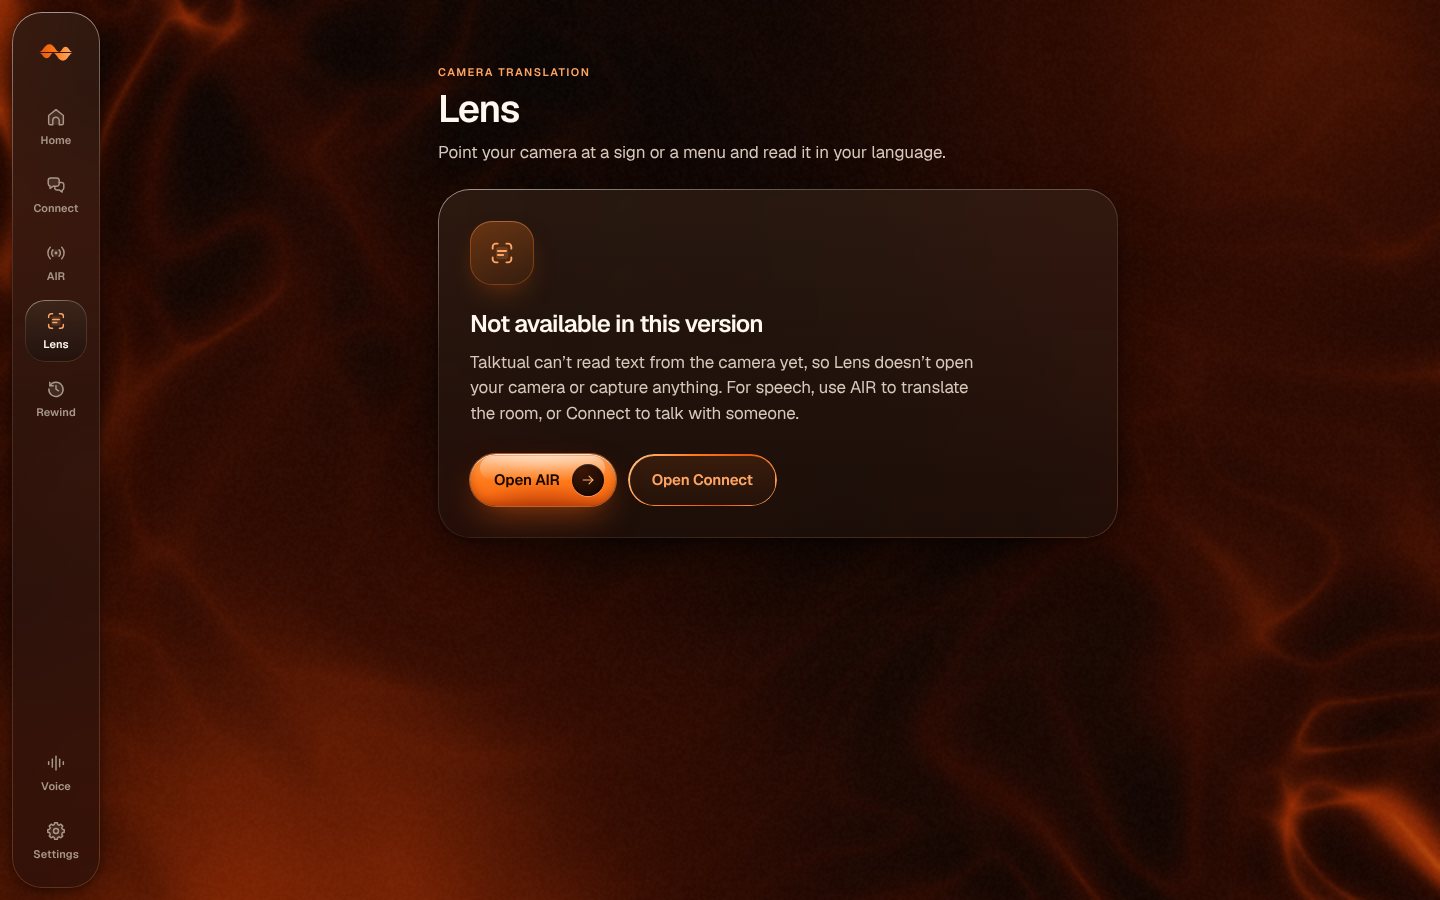 Home
Connect
AIR
Lens
Rewind
Voice
Settings
CAMERA TRANSLATION
Lens
Point your camera at a sign or a menu and read it in your language.
Not available in this version
Talktual can’t read text from the camera yet, so Lens doesn’t open
your camera or capture anything. For speech, use AIR to translate
the room, or Connect to talk with someone.
Open AIR
Open Connect